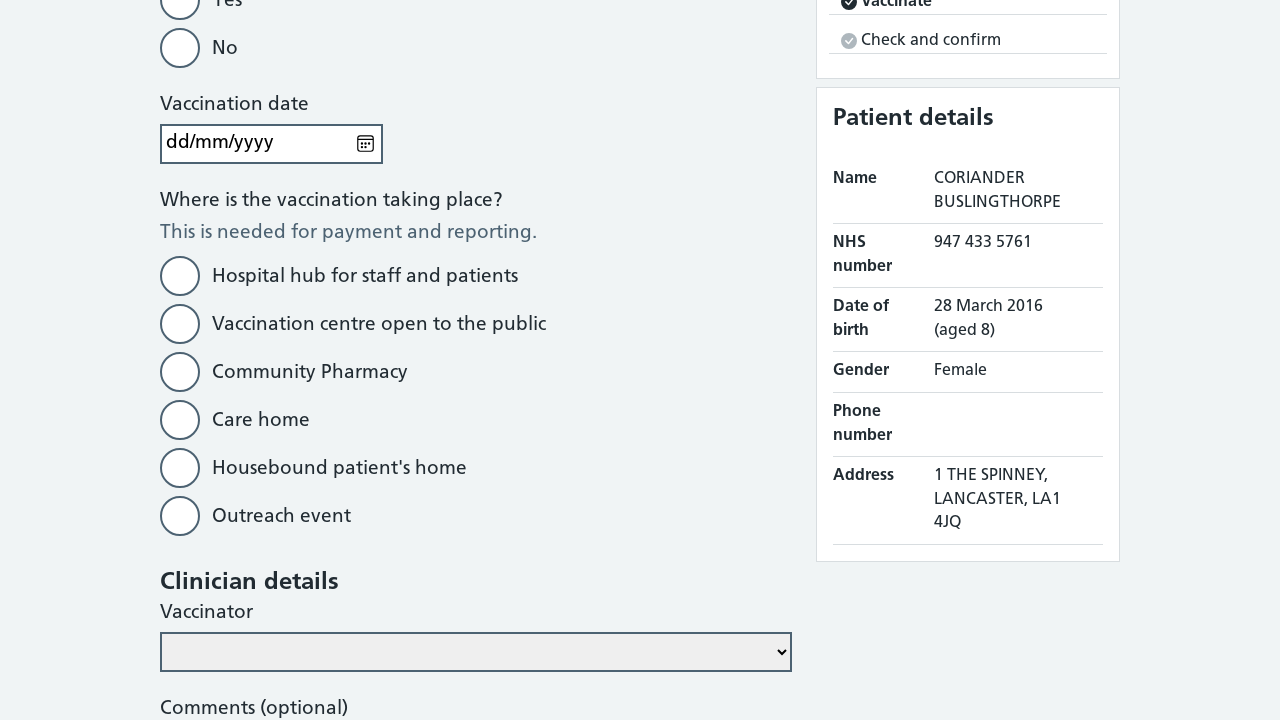 Yes
No
Vaccination date
dd/mm/yyyy
Where is the vaccination taking place?
This is needed for payment and reporting.
Hospital hub for staff and patients
Vaccination centre open to the public
Community Pharmacy
Care home
Housebound patient's home
Outreach event
Clinician details
Vaccinator
Comments (optional)
Vaccinate
Check and confirm
Patient details
Name CORIANDER
BUSLINGTHORPE
NHS 947 433 5761
number
Date of 28 March 2016
birth (aged 8)
Gender Female
Phone
number
Address 1 THE SPINNEY,
LANCASTER, LA1
4JQ